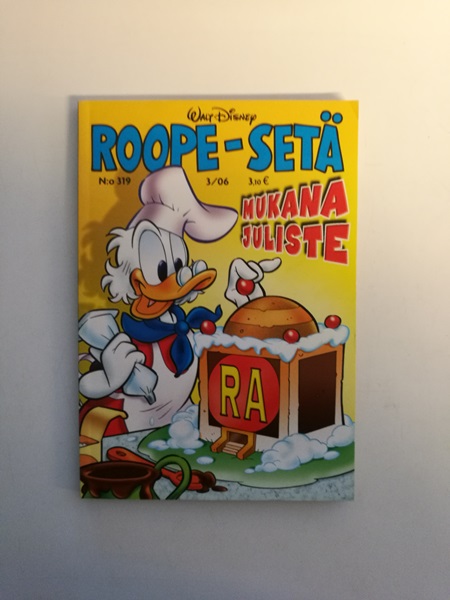 Walt Disney
ROOPE-SETÄ
N:o 319 3/06 3,10 €
MUKANA
JULISTE
RA